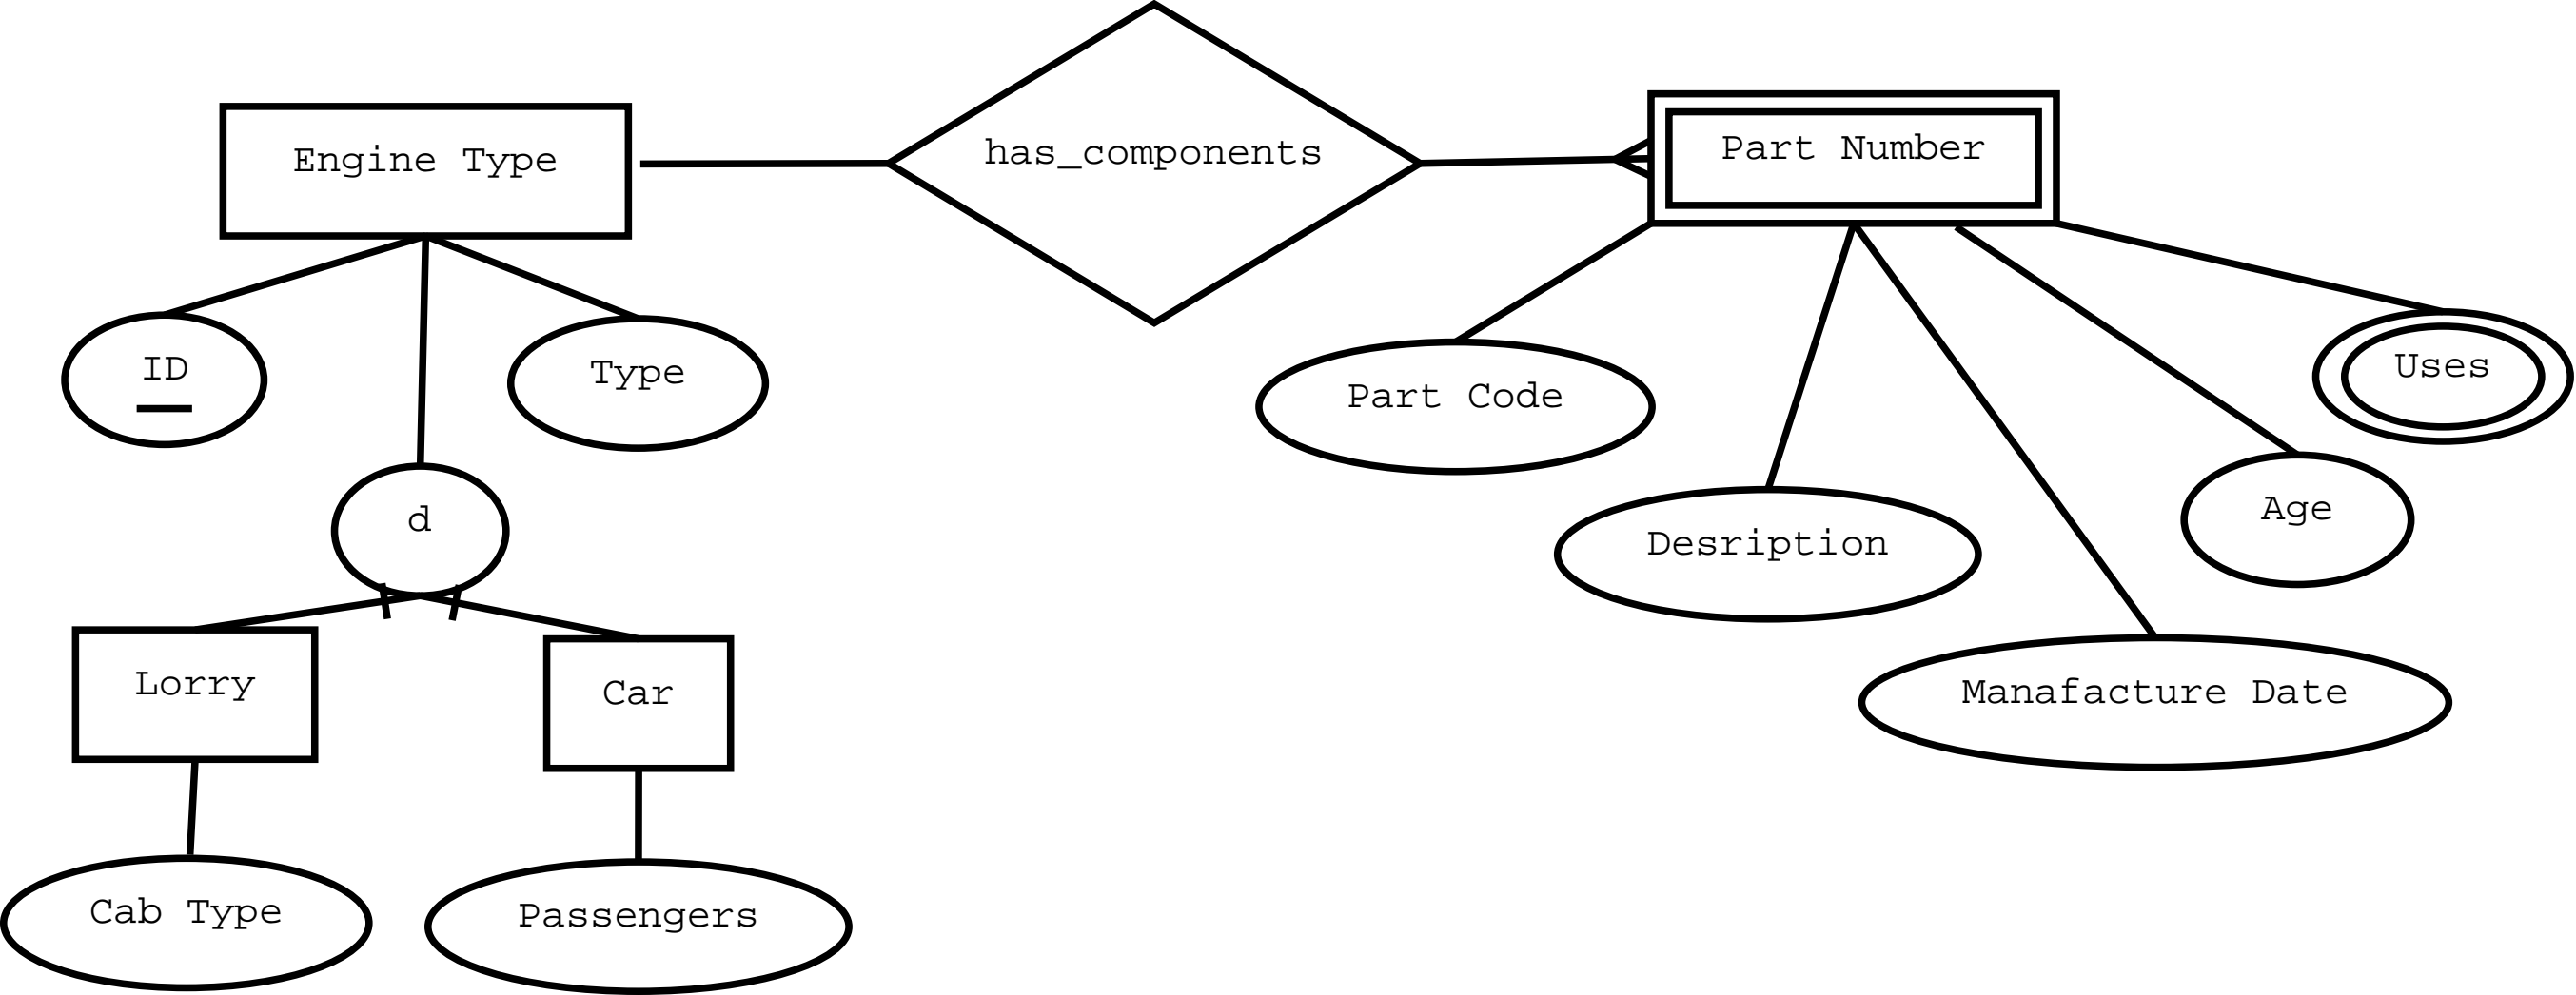 Engine Type
has_components
Part Number
ID
Type
Part Code
Uses
d
Desription
Age
Lorry
Car
Manafacture Date
Cab Type
Passengers